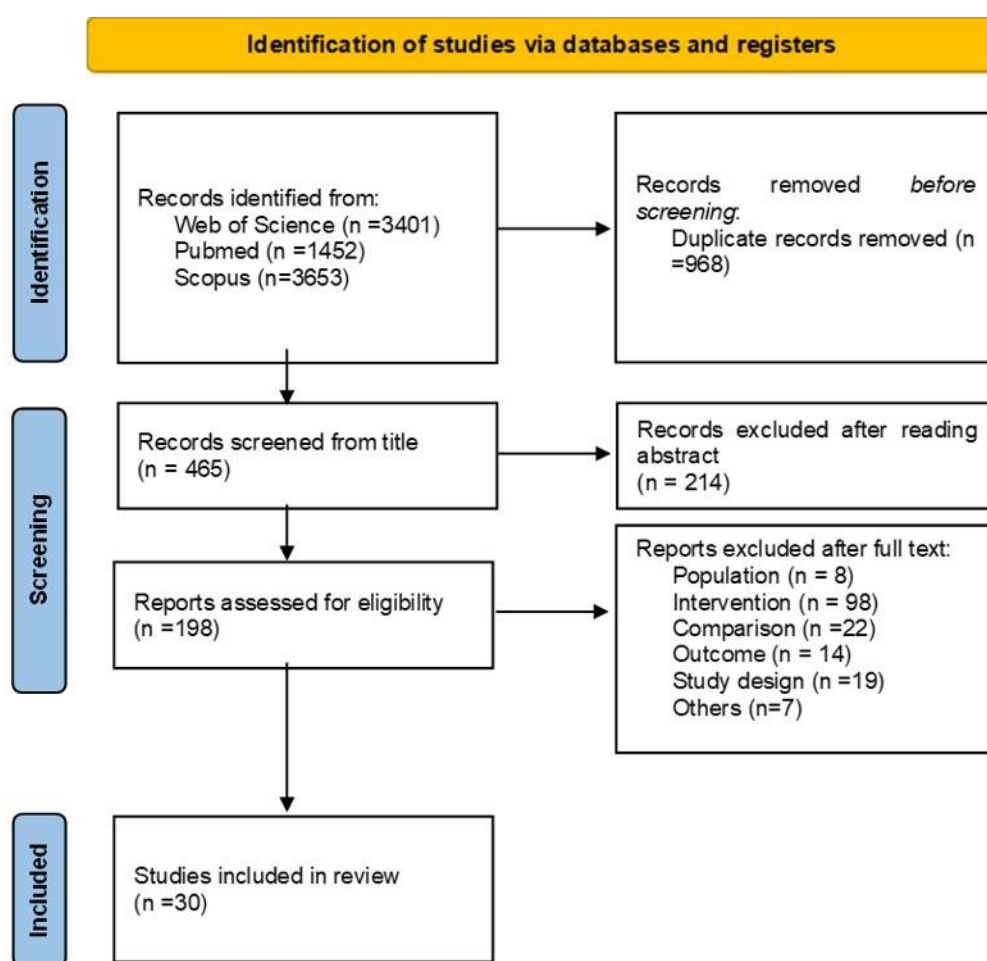 Identification of studies via databases and registers
Identification
Records identified from:
Web of Science (n =3401)
Pubmed (n =1452)
Scopus (n=3653)
Records removed before
screening:
Duplicate records removed (n
=968)
Screening
Records screened from title
(n = 465)
Records excluded after reading
abstract
(n = 214)
Reports assessed for eligibility
(n =198)
Reports excluded after full text:
Population (n = 8)
Intervention (n = 98)
Comparison (n =22)
Outcome (n = 14)
Study design (n =19)
Others (n=7)
Included
Studies included in review
(n =30)